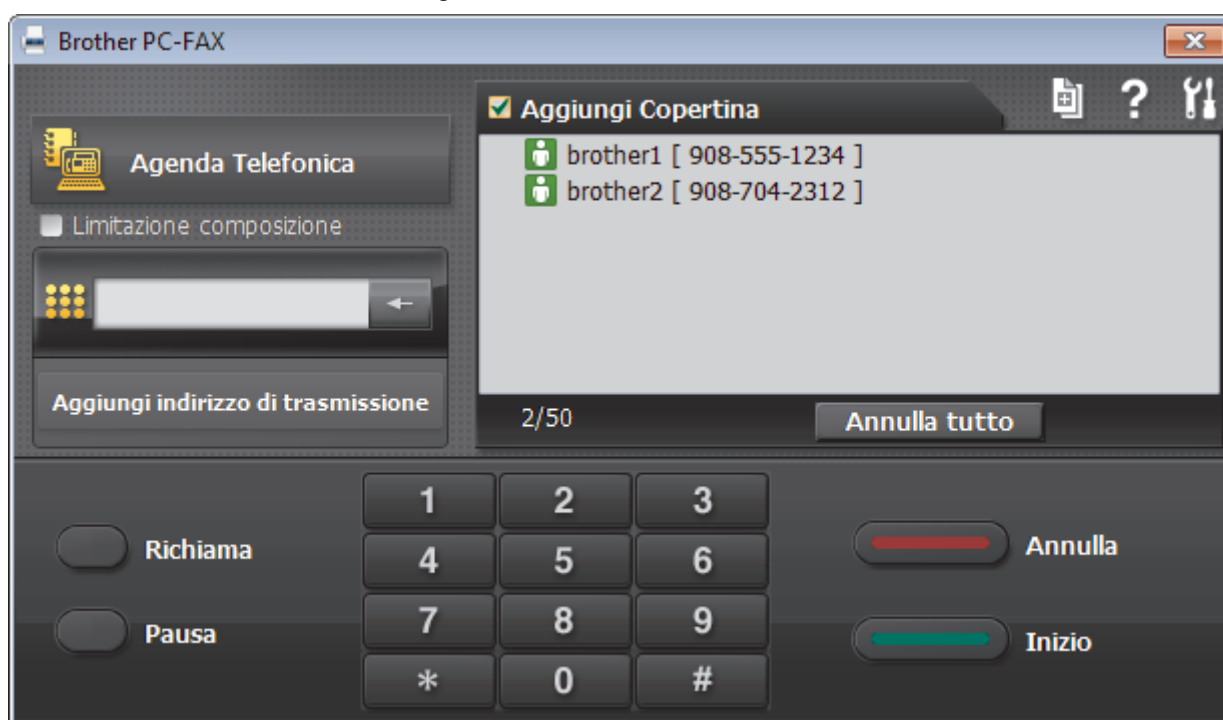 Brother PC-FAX
Agenda Telefonica
Limitazione composizione
Aggiungi indirizzo di trasmissione
Aggiungi Copertina
?
brother1 [ 908-555-1234 ]
brother2 [ 908-704-2312 ]
2/50
Annulla tutto
Richiama
Pausa
1 2 3
4 5 6
7 8 9
* 0 #
Annulla
Inizio